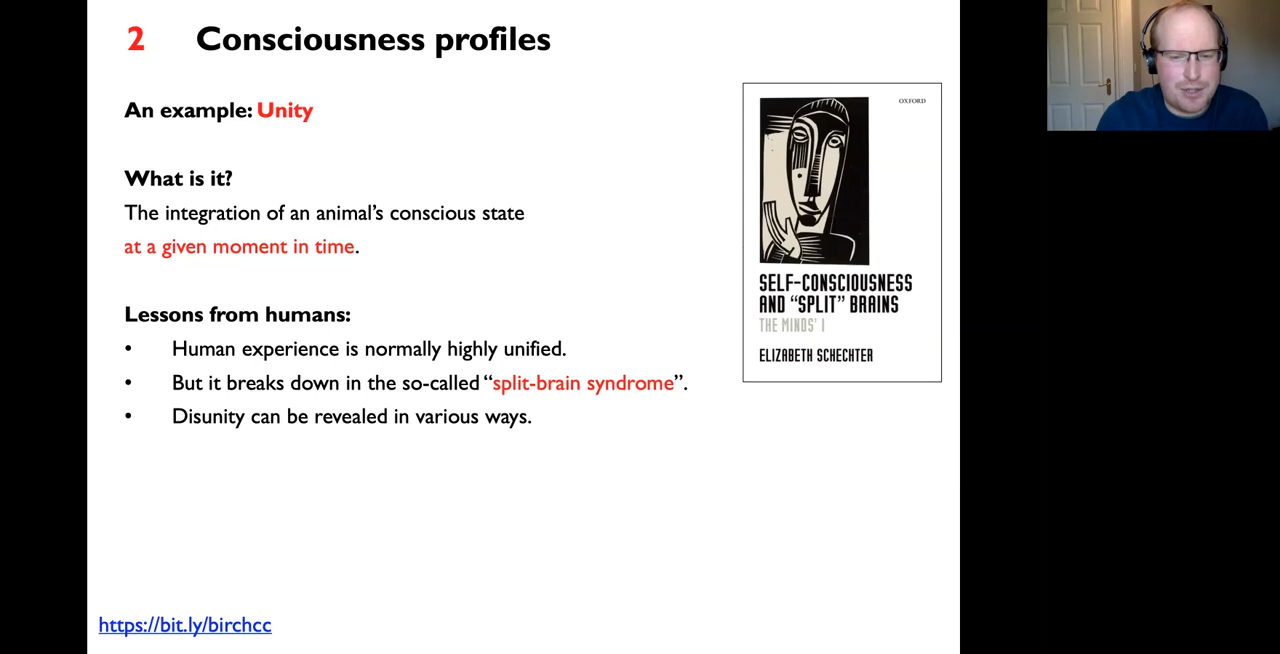 2 Consciousness profiles
An example: Unity
What is it?
The integration of an animal's conscious state
at a given moment in time.
Lessons from humans:
• Human experience is normally highly unified.
• But it breaks down in the so-called “split-brain syndrome”.
• Disunity can be revealed in various ways.
OXFORD
SELF-CONSCIOUSNESS
AND “SPLIT” BRAINS
THE MINDS' I
ELIZABETH SCHECHTER
https://bit.ly/birchcc